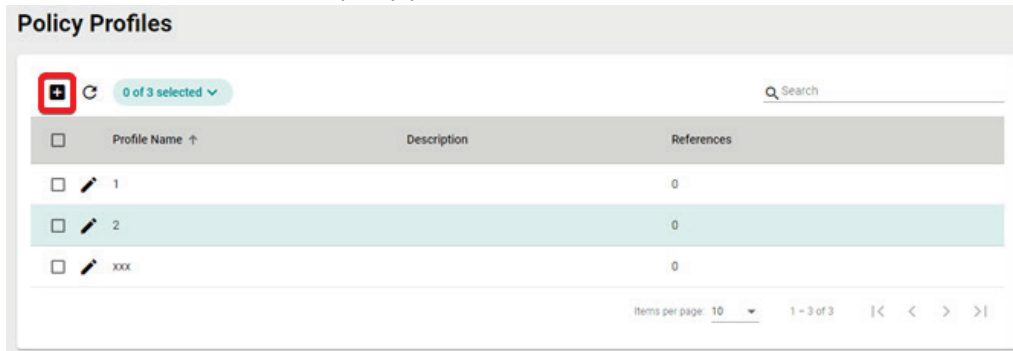 Policy Profiles
0 of 3 selected
Search
Profile Name Description References
1 0
2 0
xxx 0
Items per page: 10 1 – 3 of 3